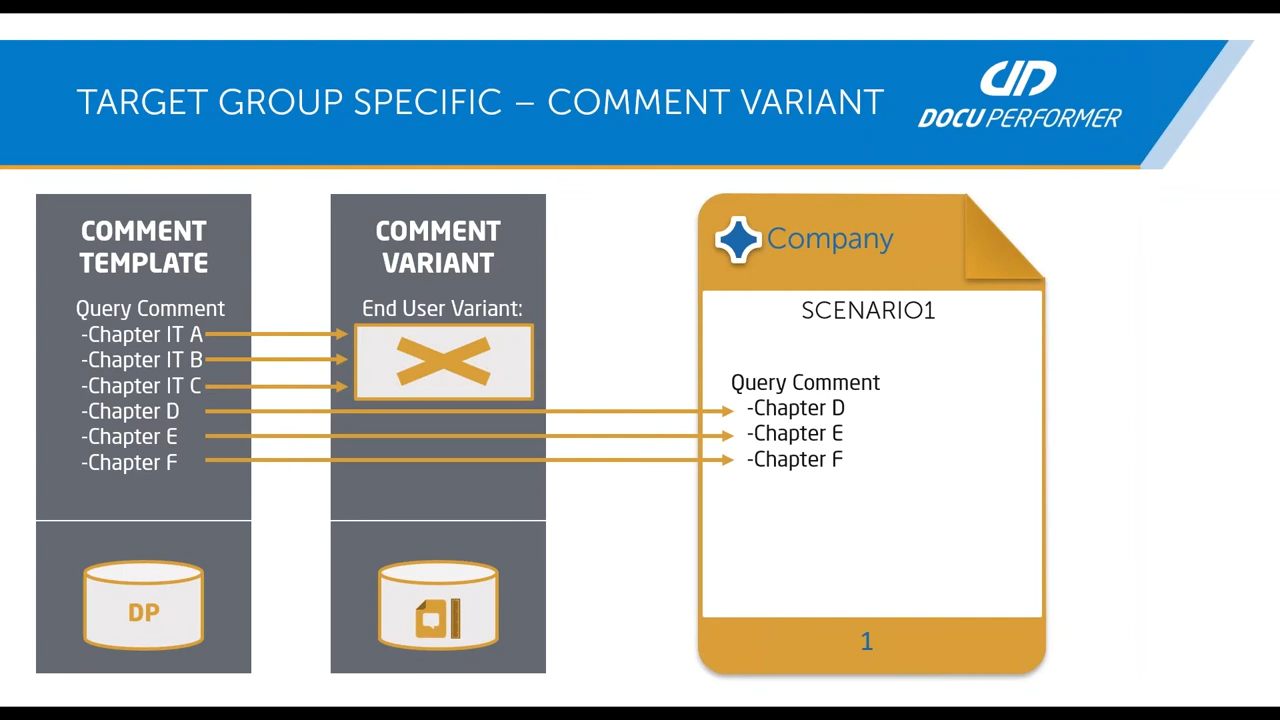 TARGET GROUP SPECIFIC – COMMENT VARIANT
DOCU PERFORMER
COMMENT
TEMPLATE
Query Comment
-Chapter IT A
-Chapter IT B
-Chapter IT C
-Chapter D
-Chapter E
-Chapter F
DP
COMMENT
VARIANT
End User Variant:
Company
SCENARIO1
Query Comment
-Chapter D
-Chapter E
-Chapter F
1